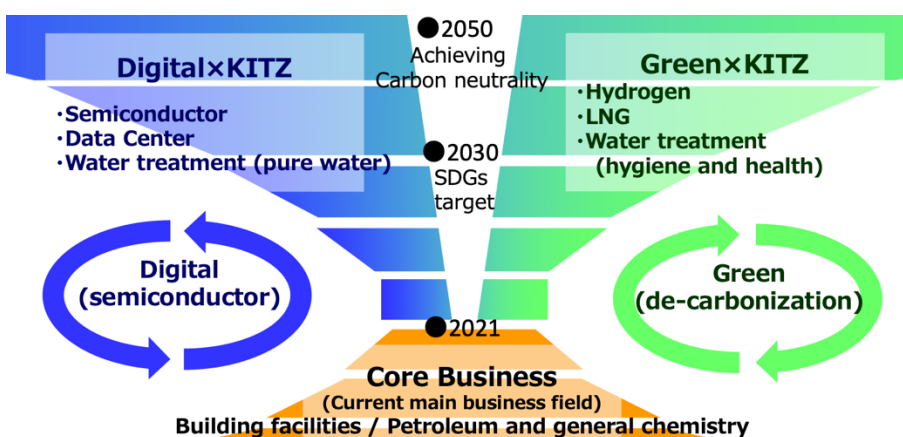 Digital×KITZ
・Semiconductor
・Data Center
・Water treatment (pure water)
2050
Achieving
Carbon neutrality
2030
SDGs
target
Green×KITZ
・Hydrogen
・LNG
・Water treatment
(hygiene and health)
Digital
(semiconductor)
Green
(de-carbonization)
2021
Core Business
(Current main business field)
Building facilities / Petroleum and general chemistry